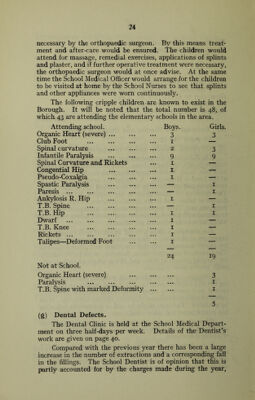 24
necessary by the orthopaedic surgeon. By this means treat-
ment and after-care would be ensured. The children would
attend for massage, remedial exercises, applications of splints
and plaster, and if further operative treatment were necessary,
the orthopaedic surgeon would at once advise. At the same
time the School Medical Officer would arrange for the children
to be visited at home by the School Nurses to see that splints
and other appliances were worn continuously.
The following cripple children are known to exist in the
Borough. It will be noted that the total number is 48, of
which 43 are attending the elementary schools in the area.
Attending school. Boys. Girls.
Organic Heart (severe) ... ... ... 3 3
Club Foot ... ... ... ... 1 —
Spinal curvature ... ... ... 2 3
Infantile Paralysis ... ... ... 9 9
Spinal Curvature and Rickets ... 1 —
Congential Hip ... ... ... 1 —
Pseudo-Coxalgia ... ... ... 1 —
Spastic Paralysis ... ... ... — 1
Paresis ... ... ... ... ... — 1
Ankylosis R. Hip ... ... ... 1 —
T.B. Spine ... ... ... ... — 1
T.B. Hip ... ... ... ... 1 1
Dwarf ... ... ... ... ... 1 —
T.B. Knee ... ... ... ... 1 —
Rickets ... ... ... ... ... 1 —
Talipes—Deformed Foot ... ... 1 —
24 19
Not at School.
Organic Heart (severe) ... ... ... 3
Paralysis ... ... ... ... ... 1
T.B. Spine with marked Deformity ... ... 1
5
(g) Dental Defects.
The Dental Clinic is held at the School Medical Depart-
ment on three half-days per week. Details of the Dentist's
work are given on page 40.
Compared with the previous year there has been a large
increase in the number of extractions and a corresponding fall
in the fillings. The School Dentist is of opinion that this is
partly accounted for by the charges made during the year,